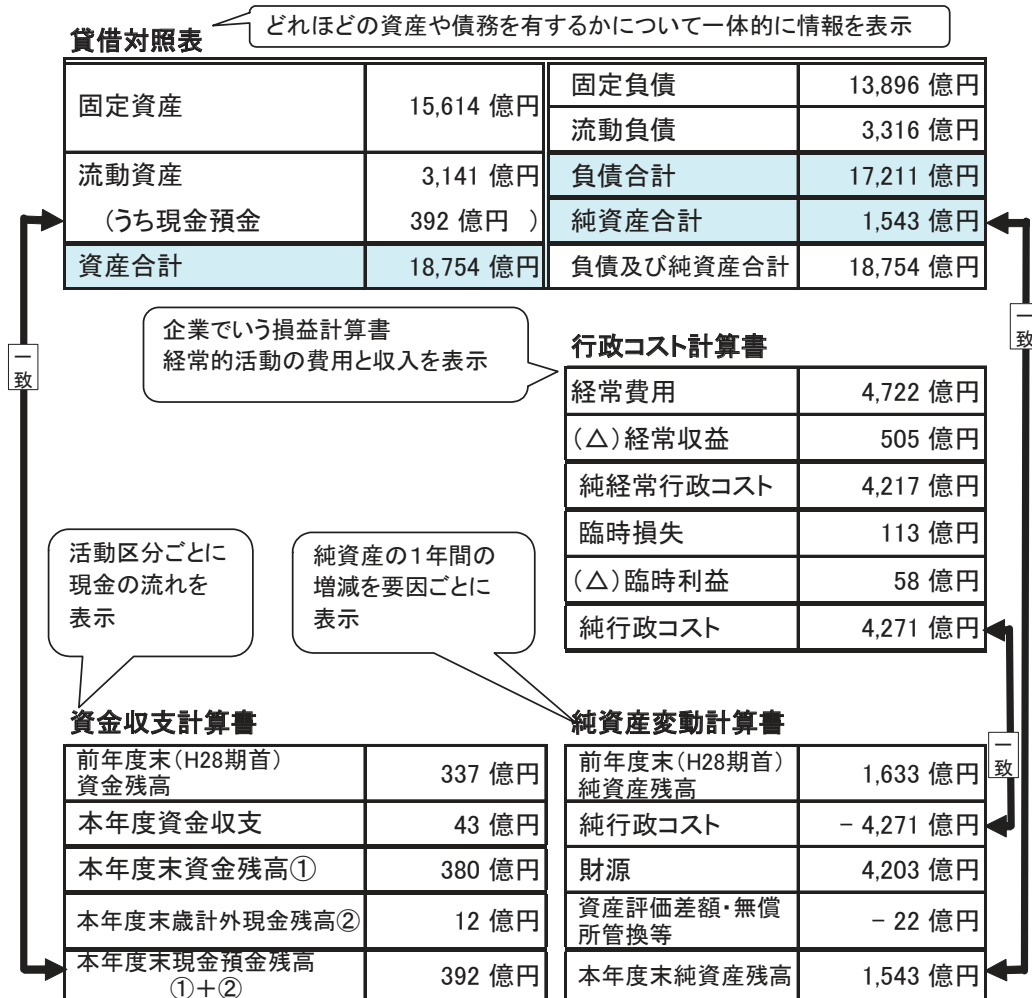 どれほどの資産や債務を有するかについて一体的に情報を表示
貸借対照表
固定資産 15,614 億円 固定負債 13,896 億円
流動負債 3,316 億円
流動資産 3,141 億円 負債合計 17,211 億円
(うち現金預金 392 億円 ) 純資産合計 1,543 億円
資産合計 18,754 億円 負債及び純資産合計 18,754 億円
一致
一致
企業でいう損益計算書
経常的活動の費用と収入を表示
行政コスト計算書
経常費用 4,722 億円
(△)経常収益 505 億円
純経常行政コスト 4,217 億円
臨時損失 113 億円
(△)臨時利益 58 億円
純行政コスト 4,271 億円
活動区分ごとに
現金の流れを
表示
純資産の1年間の
増減を要因ごとに
表示
資金収支計算書
前年度末(H28期首)
資金残高 337 億円
本年度資金収支 43 億円
本年度末資金残高① 380 億円
本年度末歳計外現金残高② 12 億円
本年度末現金預金残高
①+② 392 億円
純資産変動計算書
前年度末(H28期首)
純資産残高 1,633 億円
純行政コスト − 4,271 億円
財源 4,203 億円
資産評価差額・無償
所管換等 − 22 億円
本年度末純資産残高 1,543 億円
一致